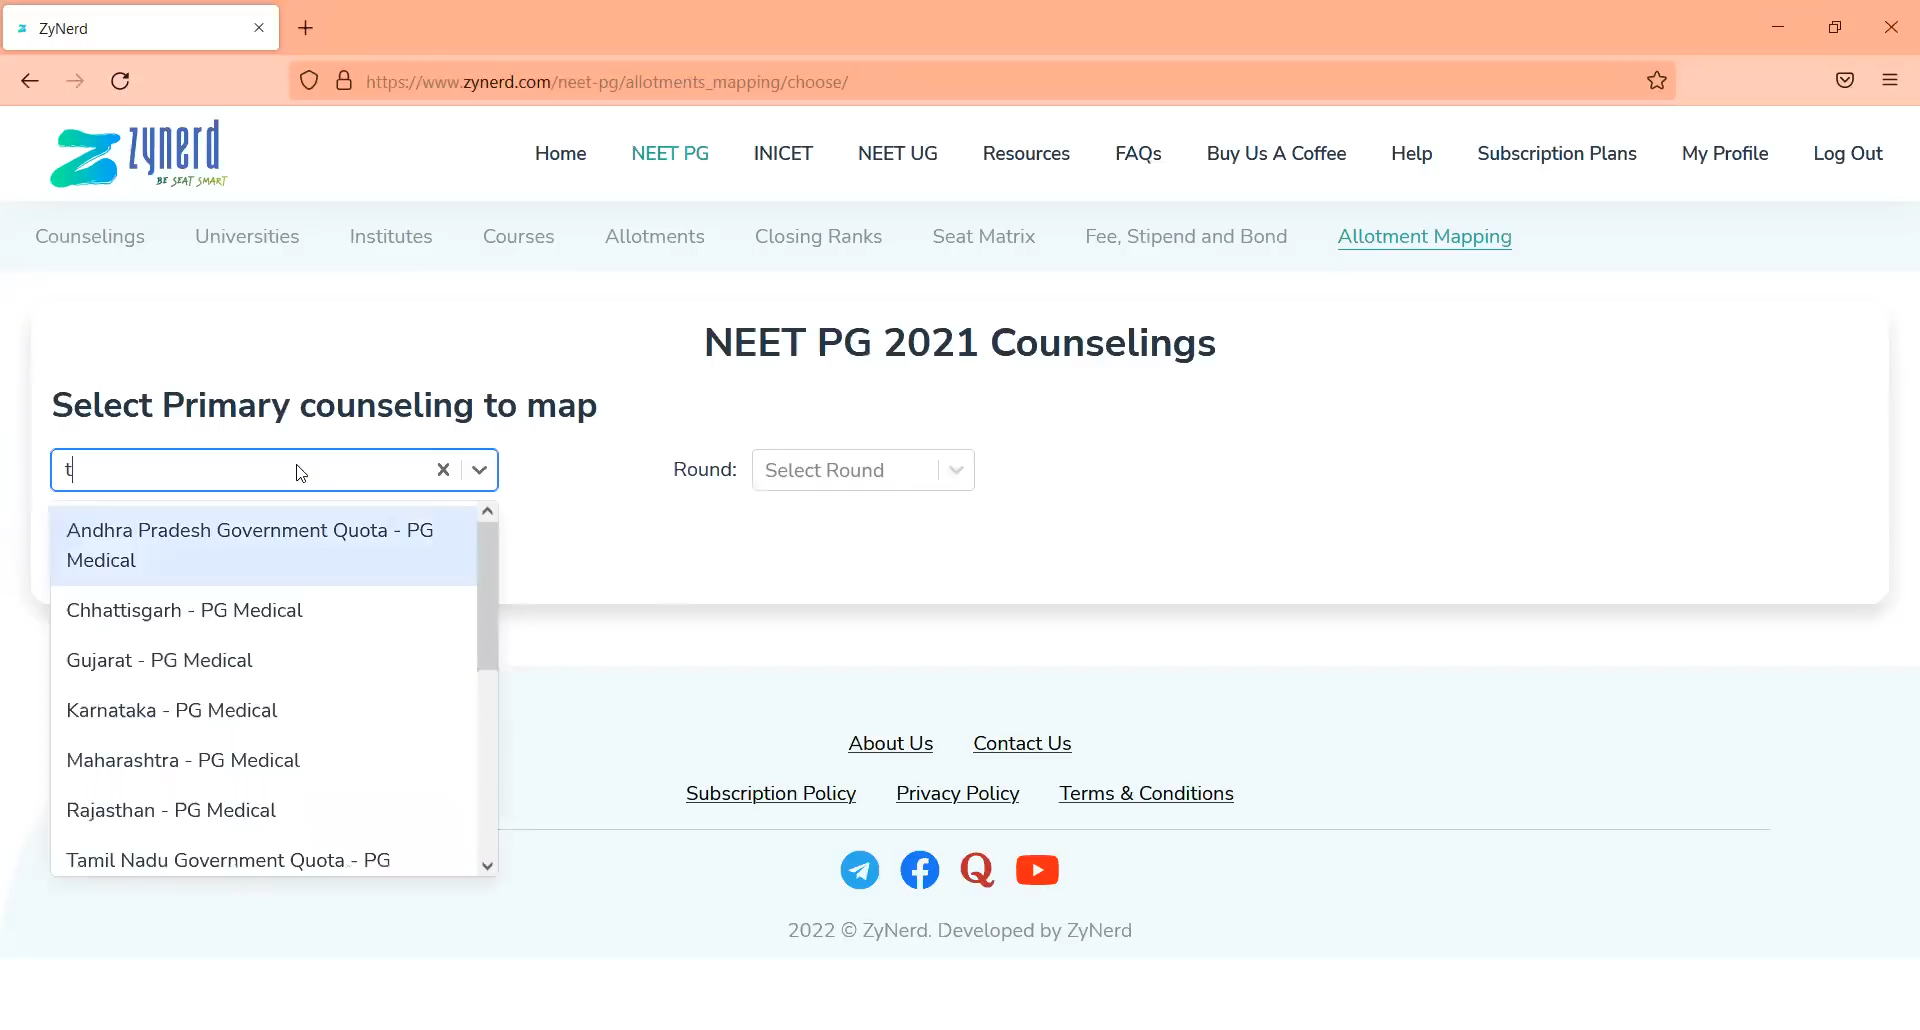 ZyNerd
https://www.zynerd.com/neet-pg/allotments_mapping/choose/
zynerd
BE SEAT SMART
Home NEET PG INICET NEET UG Resources FAQs Buy Us A Coffee Help Subscription Plans My Profile Log Out
Counselings Universities Institutes Courses Allotments Closing Ranks Seat Matrix Fee, Stipend and Bond Allotment Mapping
NEET PG 2021 Counselings
Select Primary counseling to map
t
Round: Select Round
Andhra Pradesh Government Quota - PG
Medical
Chhattisgarh - PG Medical
Gujarat - PG Medical
Karnataka - PG Medical
Maharashtra - PG Medical
Rajasthan - PG Medical
Tamil Nadu Government Quota - PG
About Us Contact Us
Subscription Policy Privacy Policy Terms & Conditions
2022 © ZyNerd. Developed by ZyNerd